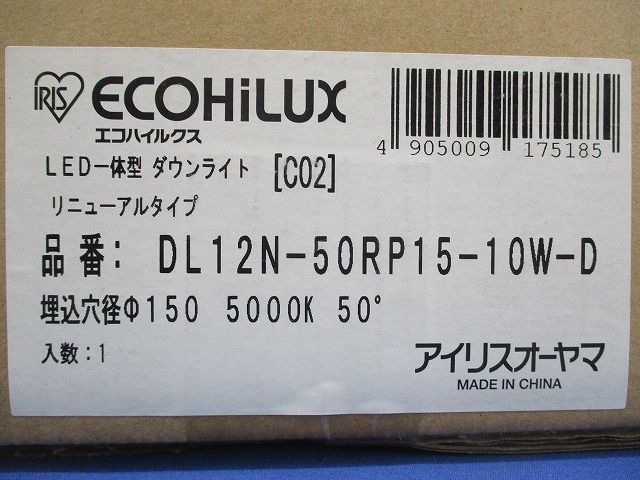 IRIS ECOHiLUX
エコハイルクス
4 905009 175185
LED一体型 ダウンライト [C02]
リニューアルタイプ
品番: DL12N-50RP15-10W-D
埋込穴径Φ150 5000K 50°
入数:1
アイリスオーヤマ
MADE IN CHINA